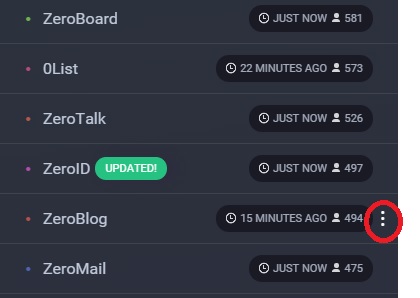 ZeroBoard JUST NOW 581
0List 22 MINUTES AGO 573
ZeroTalk JUST NOW 526
ZeroID UPDATED! JUST NOW 497
ZeroBlog 15 MINUTES AGO 494
ZeroMail JUST NOW 475